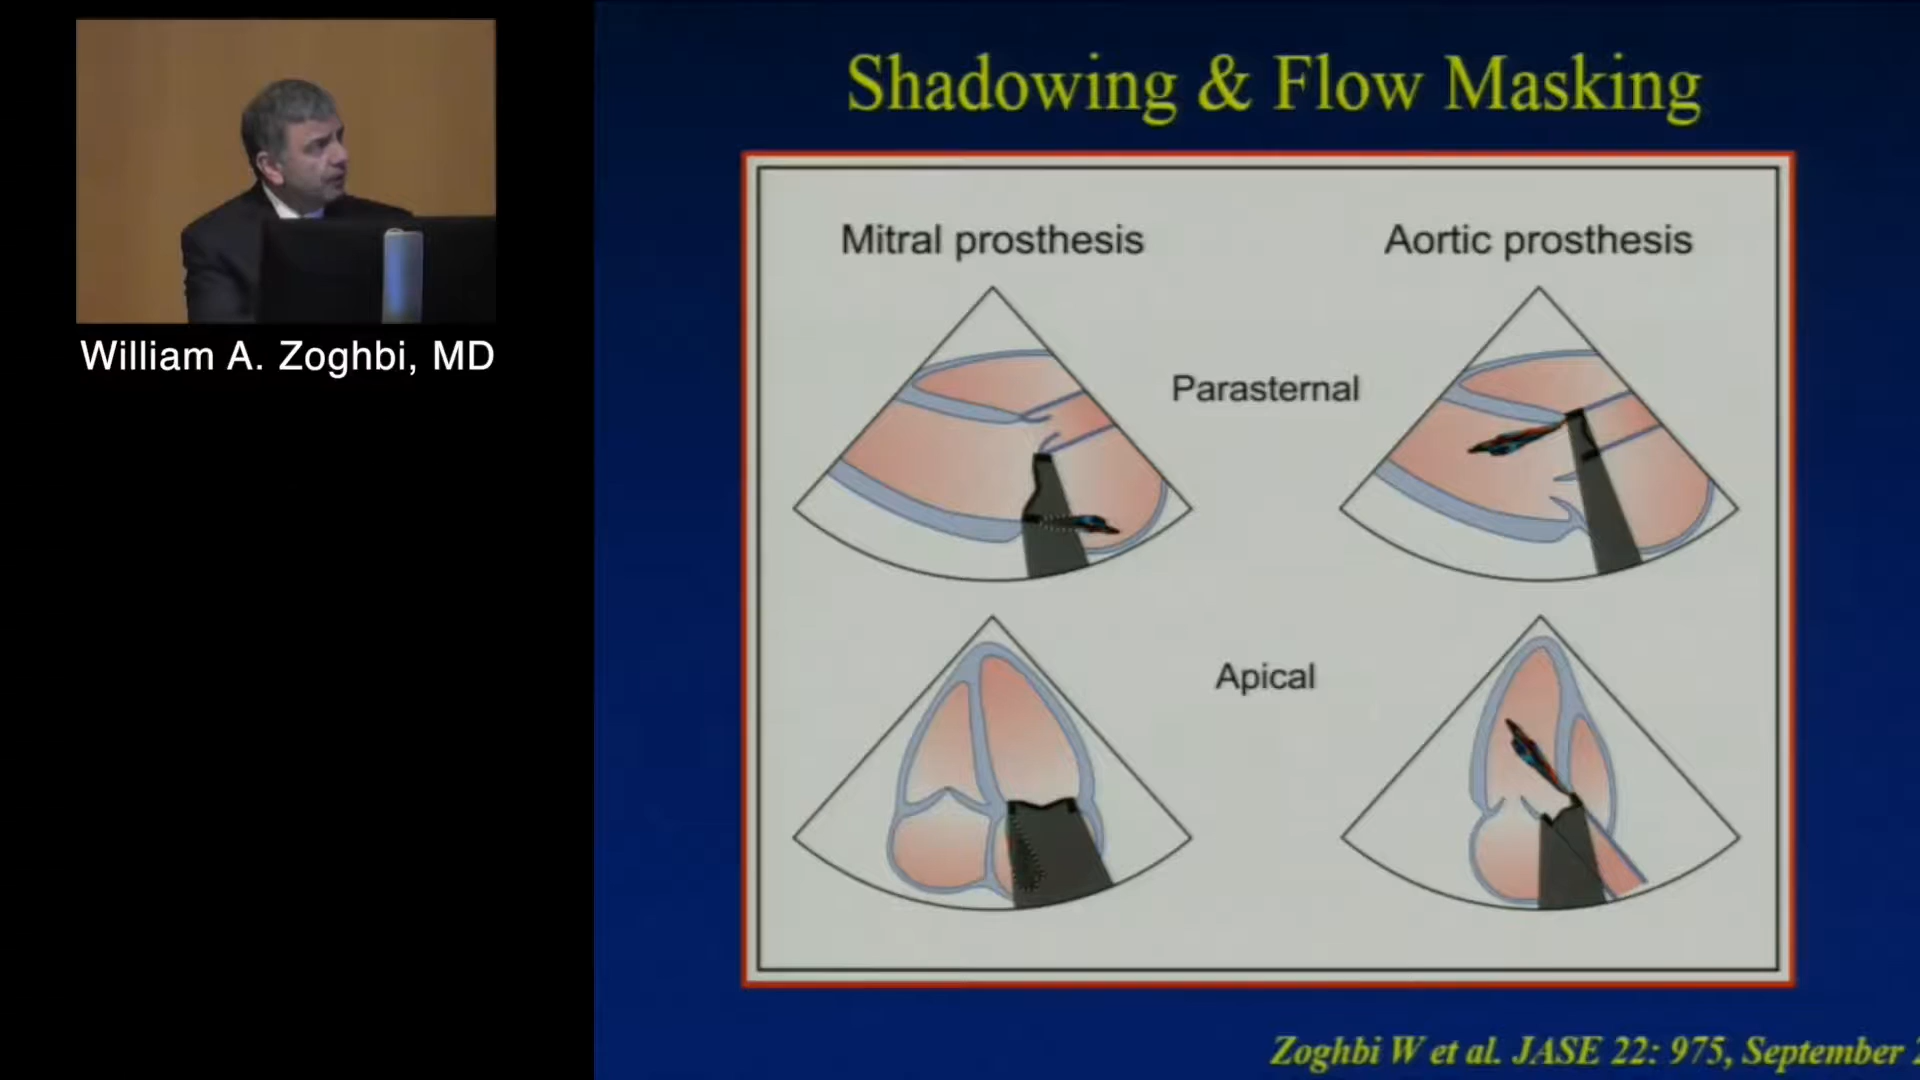 Shadowing & Flow Masking
Mitral prosthesis
Aortic prosthesis
Parasternal
Apical
William A. Zoghbi, MD
Zoghbi W et al. JASE 22: 975, September